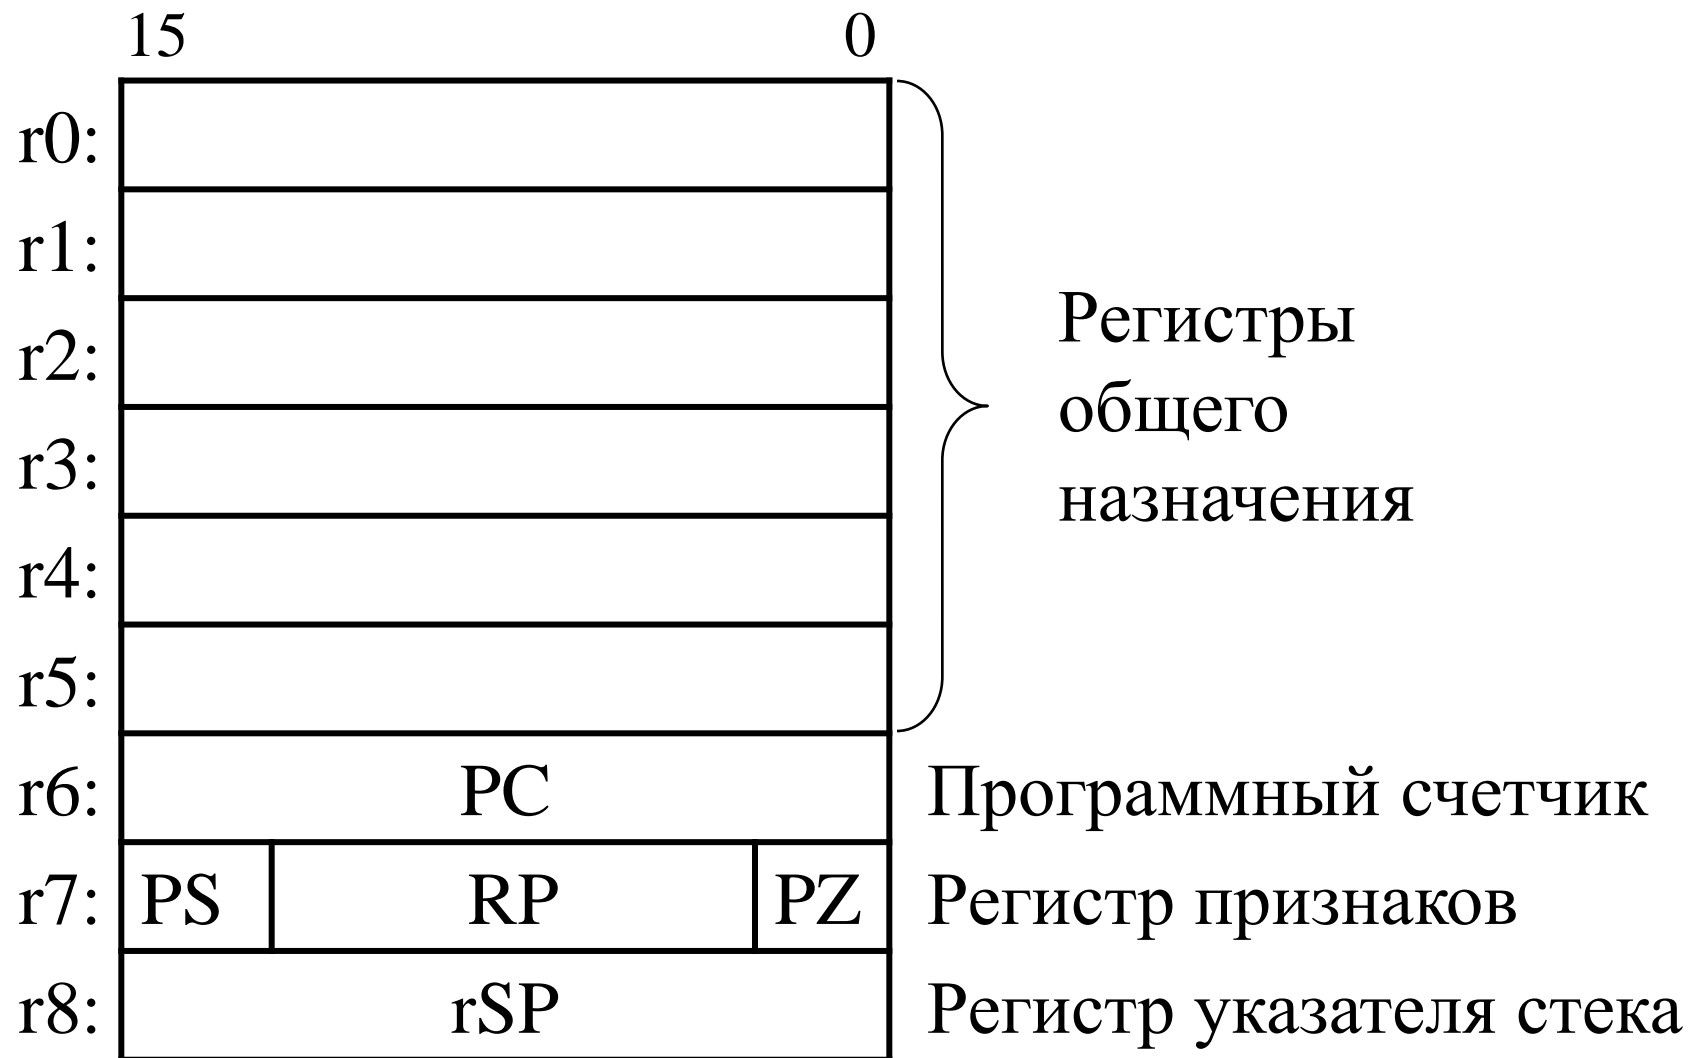 15 0
r0:
r1:
r2:
r3:
r4:
r5:
Регистры
общего
назначения
r6: PC Программный счетчик
r7: PS RP PZ Регистр признаков
r8: rSP Регистр указателя стека